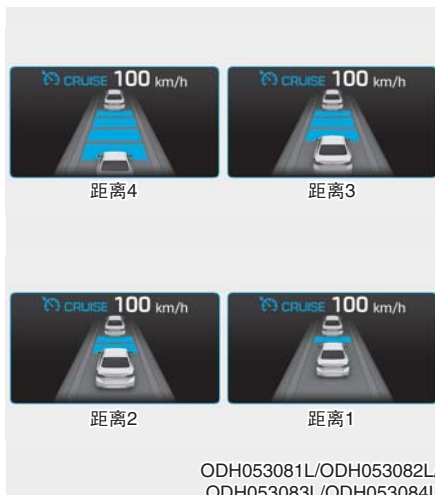 CRUISE 100 km/h
CRUISE 100 km/h
距离4
距离3
CRUISE 100 km/h
CRUISE 100 km/h
距离2
距离1
ODH053081L/ODH053082L/
ODH053083L/ODH053084L